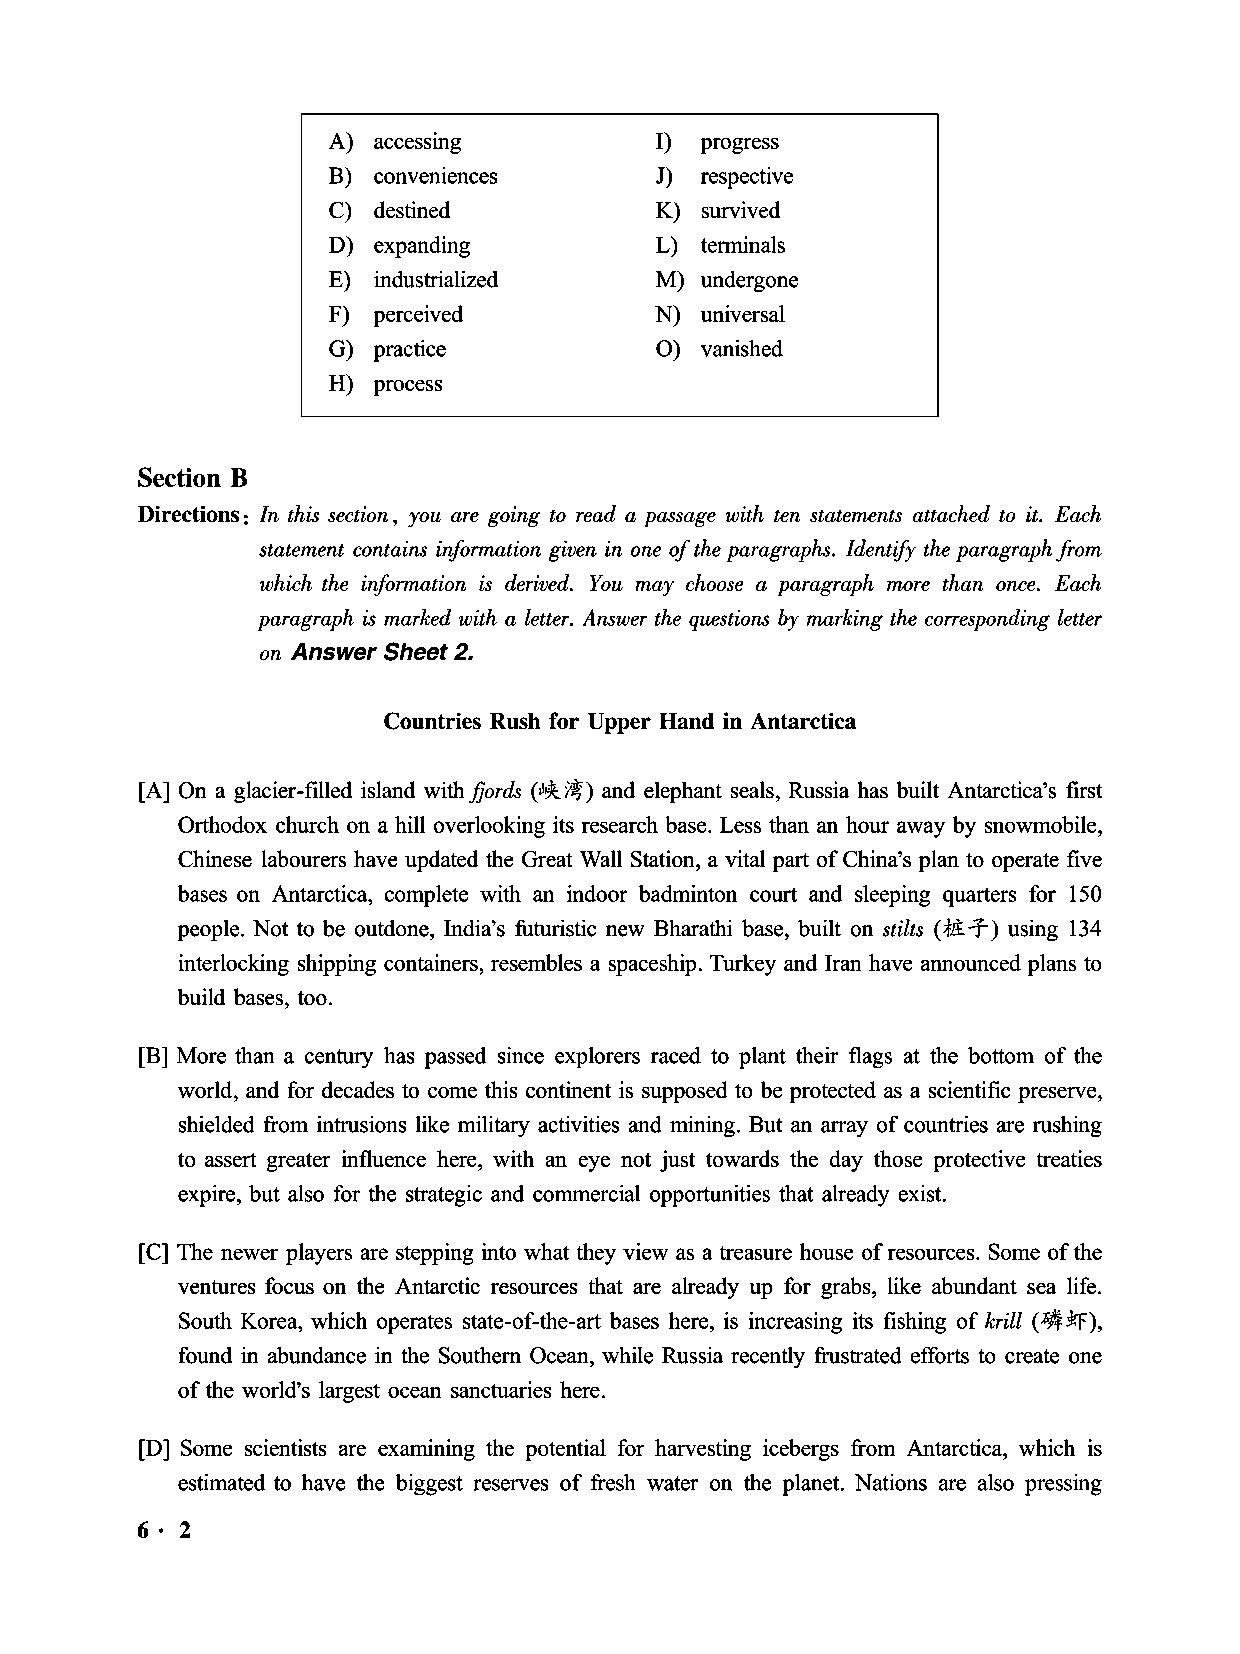 A) accessing
B) conveniences
C) destined
D) expanding
E) industrialized
F) perceived
G) practice
H) process
I) progress
J) respective
K) survived
L) terminals
M) undergone
N) universal
O) vanished
Section B
Directions: In this section, you are going to read a passage with ten statements attached to it. Each
statement contains information given in one of the paragraphs. Identify the paragraph from
which the information is derived. You may choose a paragraph more than once. Each
paragraph is marked with a letter. Answer the questions by marking the corresponding letter
on Answer Sheet 2.
Countries Rush for Upper Hand in Antarctica
[A] On a glacier-filled island with fjords (峡湾) and elephant seals, Russia has built Antarctica's first
Orthodox church on a hill overlooking its research base. Less than an hour away by snowmobile,
Chinese labourers have updated the Great Wall Station, a vital part of China's plan to operate five
bases on Antarctica, complete with an indoor badminton court and sleeping quarters for 150
people. Not to be outdone, India's futuristic new Bharathi base, built on stilts (桩子) using 134
interlocking shipping containers, resembles a spaceship. Turkey and Iran have announced plans to
build bases, too.
[B] More than a century has passed since explorers raced to plant their flags at the bottom of the
world, and for decades to come this continent is supposed to be protected as a scientific preserve,
shielded from intrusions like military activities and mining. But an array of countries are rushing
to assert greater influence here, with an eye not just towards the day those protective treaties
expire, but also for the strategic and commercial opportunities that already exist.
[C] The newer players are stepping into what they view as a treasure house of resources. Some of the
ventures focus on the Antarctic resources that are already up for grabs, like abundant sea life.
South Korea, which operates state-of-the-art bases here, is increasing its fishing of krill (磷虾),
found in abundance in the Southern Ocean, while Russia recently frustrated efforts to create one
of the world's largest ocean sanctuaries here.
[D] Some scientists are examining the potential for harvesting icebergs from Antarctica, which is
estimated to have the biggest reserves of fresh water on the planet. Nations are also pressing
6 · 2